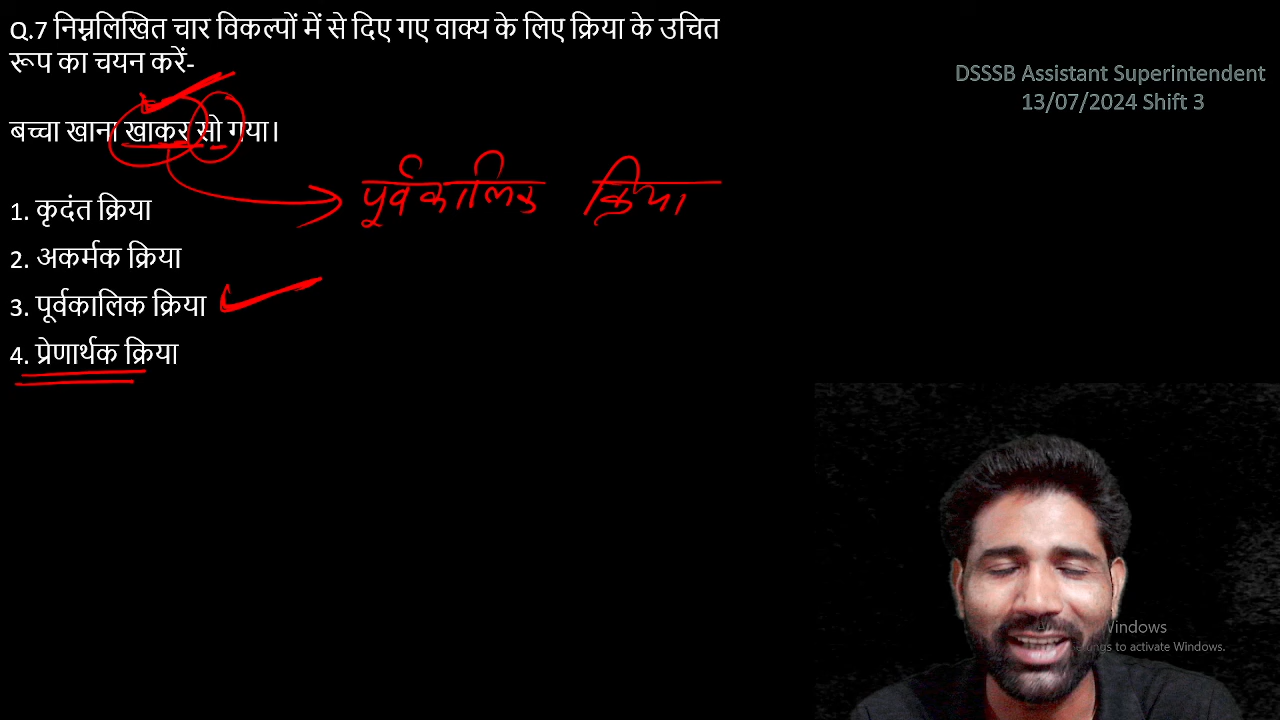 Q.7 निम्नलिखित चार विकल्पों में से दिए गए वाक्य के लिए क्रिया के उचित
रूप का चयन करें-
DSSSB Assistant Superintendent
13/07/2024 Shift 3
बच्चा खाना खाकर सो गया।
पूर्वकालिक क्रिया
1. कृदंत क्रिया
2. अकर्मक क्रिया
3. पूर्वकालिक क्रिया
4. प्रेणार्थक क्रिया
Windows
to activate Windows.